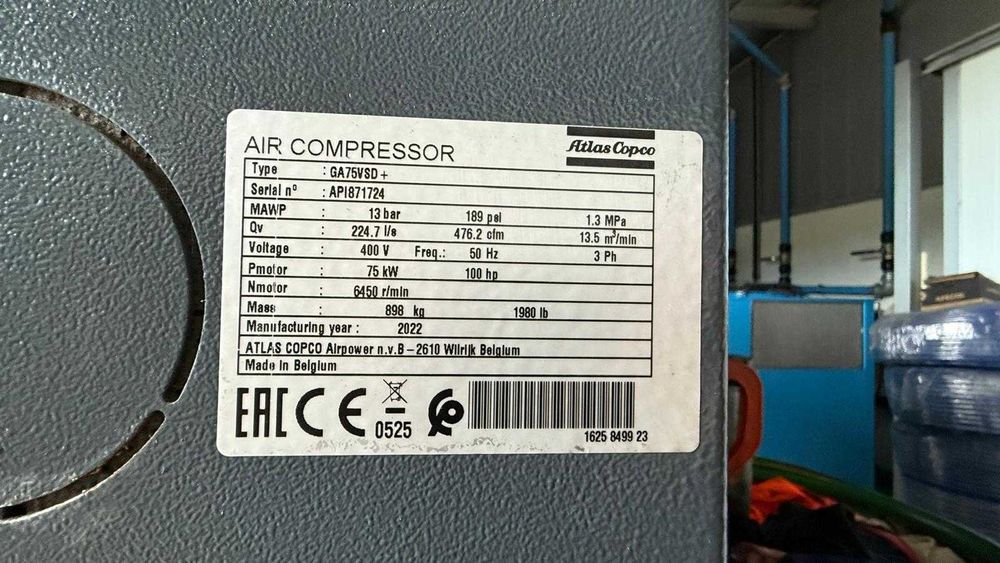 Atlas Copco
AIR COMPRESSOR
Type : GA75VSD+
Serial nº : API871724
MAWP : 13 bar 189 psi 1.3 MPa
Qv : 224.7 l/s 476.2 cfm 13.5 m³/min
Voltage : 400 V Freq.: 50 Hz 3 Ph
Pmotor : 75 kW 100 hp
Nmotor : 6450 r/min
Mass : 898 kg 1980 lb
Manufacturing year : 2022
ATLAS COPCO Airpower n.v.B – 2610 Wilrijk Belgium
Made in Belgium
EAC CE 0525
1625 8499 23